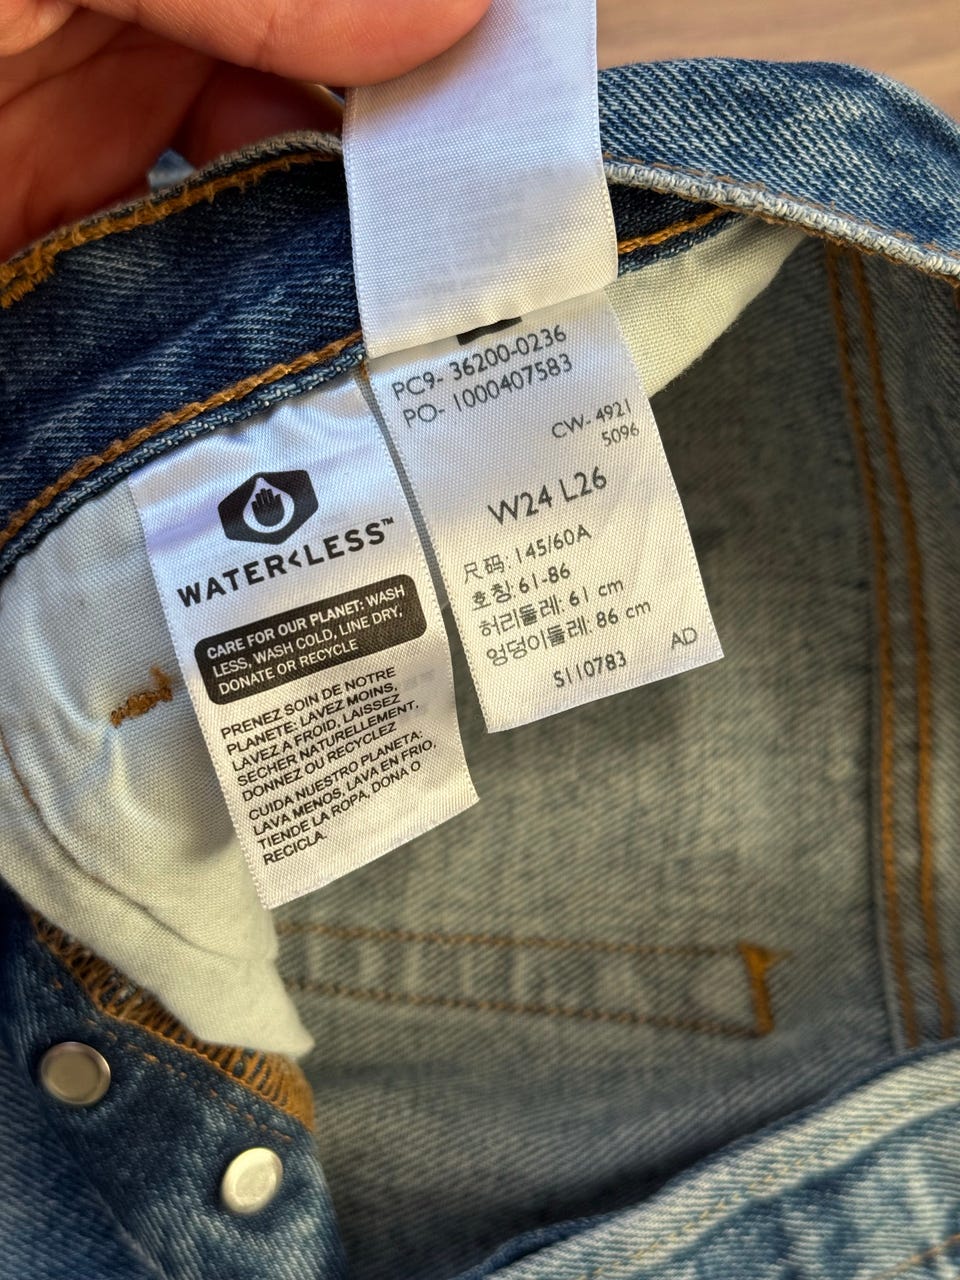 WATER<LESS™
CARE FOR OUR PLANET: WASH
LESS, WASH COLD, LINE DRY,
DONATE OR RECYCLE
PRENEZ SOIN DE NOTRE
PLANETE: LAVEZ MOINS,
LAVEZ A FROID, LAISSEZ
SECHER NATURELLEMENT,
DONNEZ OU RECYCLEZ
CUIDA NUESTRO PLANETA:
LAVA MENOS, LAVA EN FRIO,
TIENDE LA ROPA, DONA O
RECICLA.
PC9- 36200-0236
PO- 1000407583
CW- 4921
5096
W24 L26
尺码: 145/60A
호칭: 61-86
허리둘레: 61 cm
엉덩이둘레: 86 cm
S110783 AD